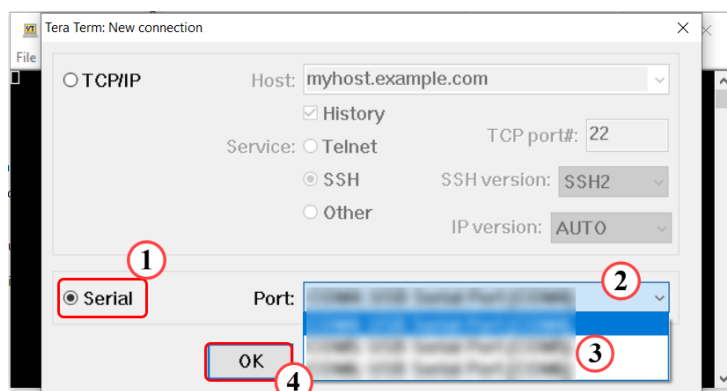 Tera Term: New connection
VT
File
TCP/IP
Host: myhost.example.com
History
Service: Telnet
TCP port#: 22
SSH
SSH version: SSH2
Other
IP version: AUTO
1
2
Serial
Port:
3
OK
4